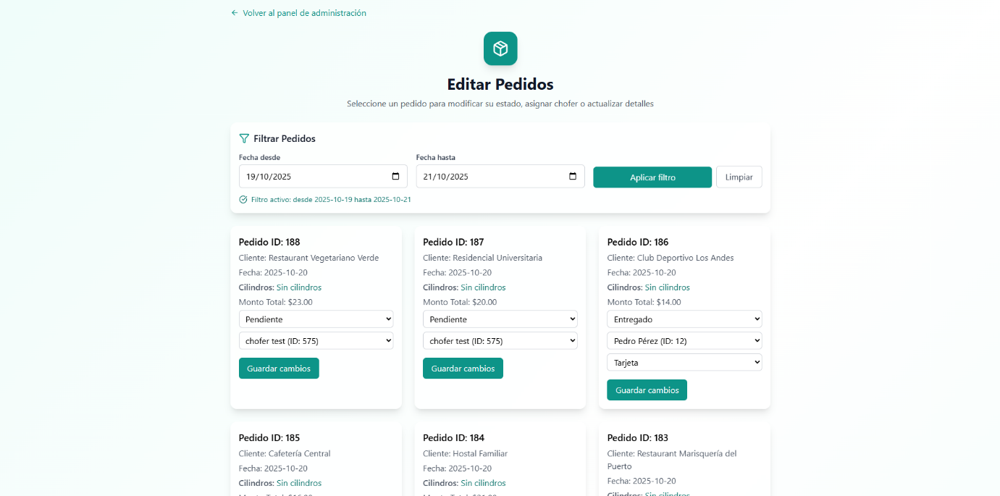 ← Volver al panel de administración
Editar Pedidos
Seleccione un pedido para modificar su estado, asignar chofer o actualizar detalles
Filtrar Pedidos
Fecha desde
19/10/2025
Fecha hasta
21/10/2025
Aplicar filtro
Limpiar
Filtro activo: desde 2025-10-19 hasta 2025-10-21
Pedido ID: 188
Cliente: Restaurant Vegetariano Verde
Fecha: 2025-10-20
Cilindros: Sin cilindros
Monto Total: $23.00
Pendiente
chofer test (ID: 575)
Guardar cambios
Pedido ID: 187
Cliente: Residencial Universitaria
Fecha: 2025-10-20
Cilindros: Sin cilindros
Monto Total: $20.00
Pendiente
chofer test (ID: 575)
Guardar cambios
Pedido ID: 186
Cliente: Club Deportivo Los Andes
Fecha: 2025-10-20
Cilindros: Sin cilindros
Monto Total: $14.00
Entregado
Pedro Pérez (ID: 12)
Tarjeta
Guardar cambios
Pedido ID: 185
Cliente: Cafetería Central
Fecha: 2025-10-20
Cilindros: Sin cilindros
Pedido ID: 184
Cliente: Hostal Familiar
Fecha: 2025-10-20
Cilindros: Sin cilindros
Pedido ID: 183
Cliente: Restaurant Marisquería del
Puerto
Fecha: 2025-10-20
Cilindros: Sin cilindros